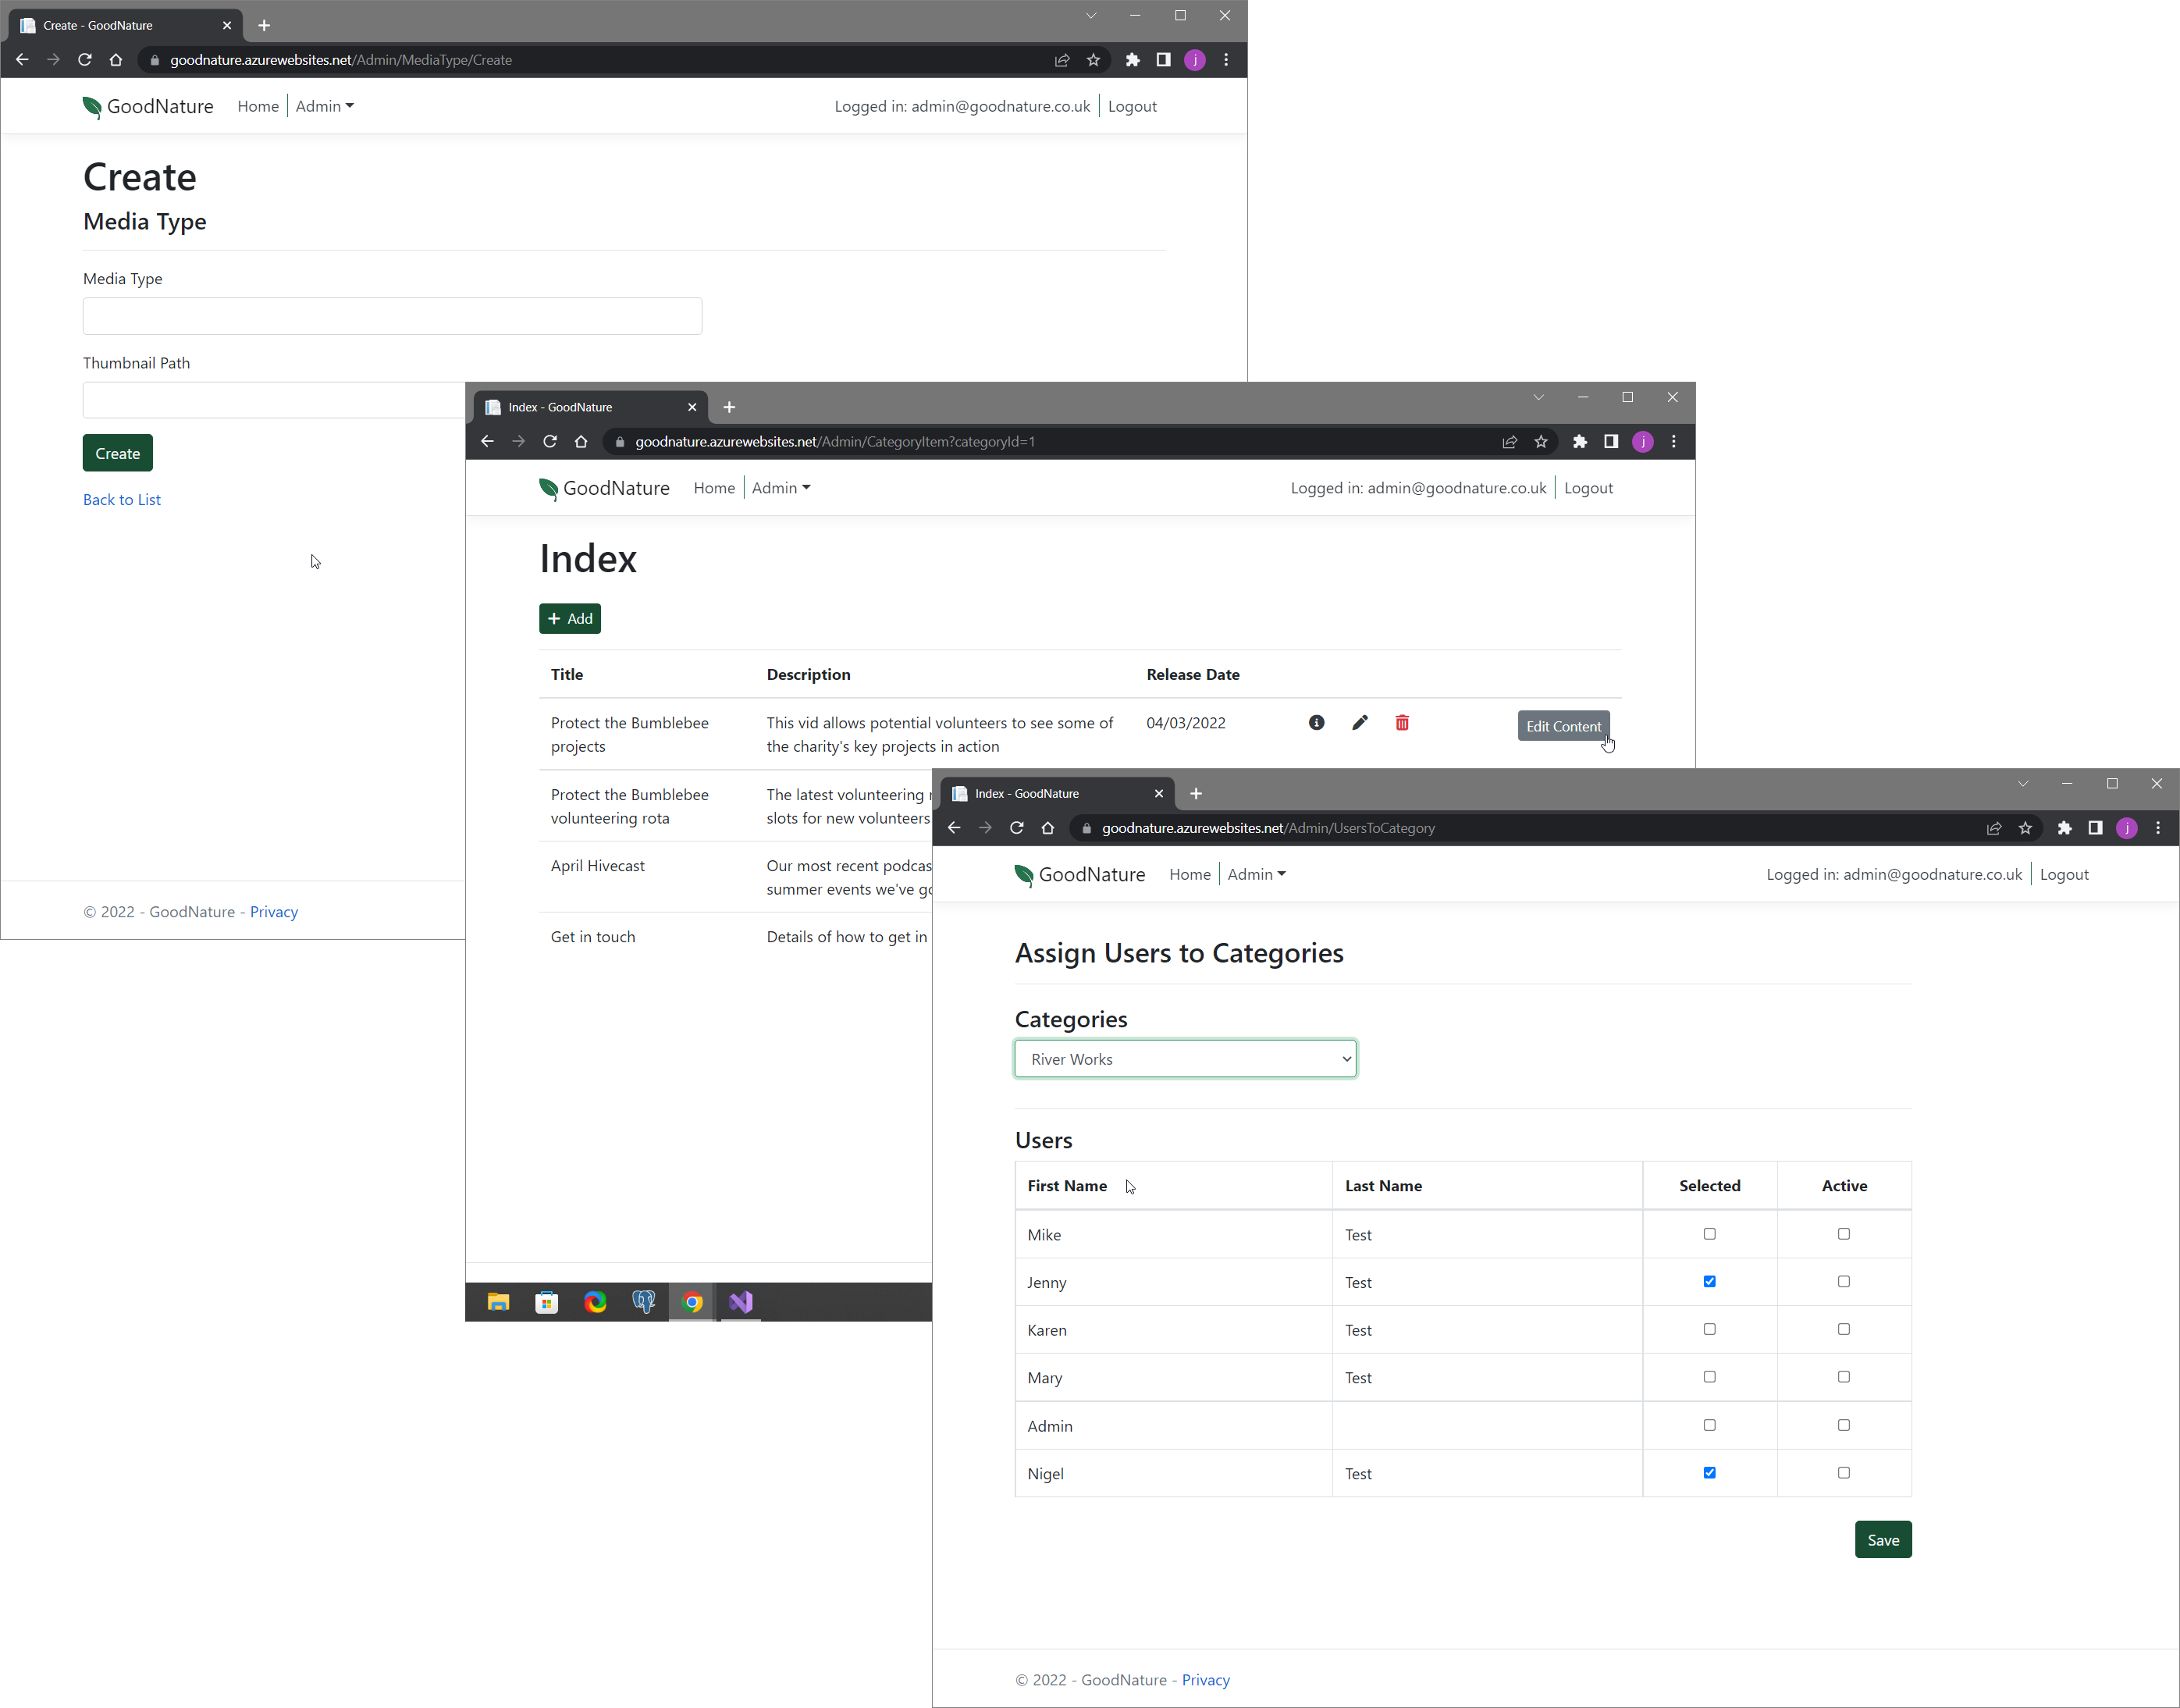 Create - GoodNature
goodnature.azurewebsites.net/Admin/MediaType/Create
j
GoodNature Home Admin Logged in: admin@goodnature.co.uk Logout
Create
Media Type
Media Type
Thumbnail Path
Create
Back to List
© 2022 - GoodNature - Privacy
Index - GoodNature
goodnature.azurewebsites.net/Admin/CategoryItem?categoryId=1
j
GoodNature Home Admin Logged in: admin@goodnature.co.uk Logout
Index
+ Add
Title Description Release Date
Protect the Bumblebee projects This vid allows potential volunteers to see some of the charity's key projects in action 04/03/2022 Edit Content
Protect the Bumblebee volunteering rota The latest volunteering slots for new volunteers
April Hivecast Our most recent podcas summer events we've go
Get in touch Details of how to get in
Index - GoodNature
goodnature.azurewebsites.net/Admin/UsersToCategory
j
GoodNature Home Admin Logged in: admin@goodnature.co.uk Logout
Assign Users to Categories
Categories
River Works
Users
First Name Last Name Selected Active
Mike Test
Jenny Test
Karen Test
Mary Test
Admin
Nigel Test
Save
© 2022 - GoodNature - Privacy